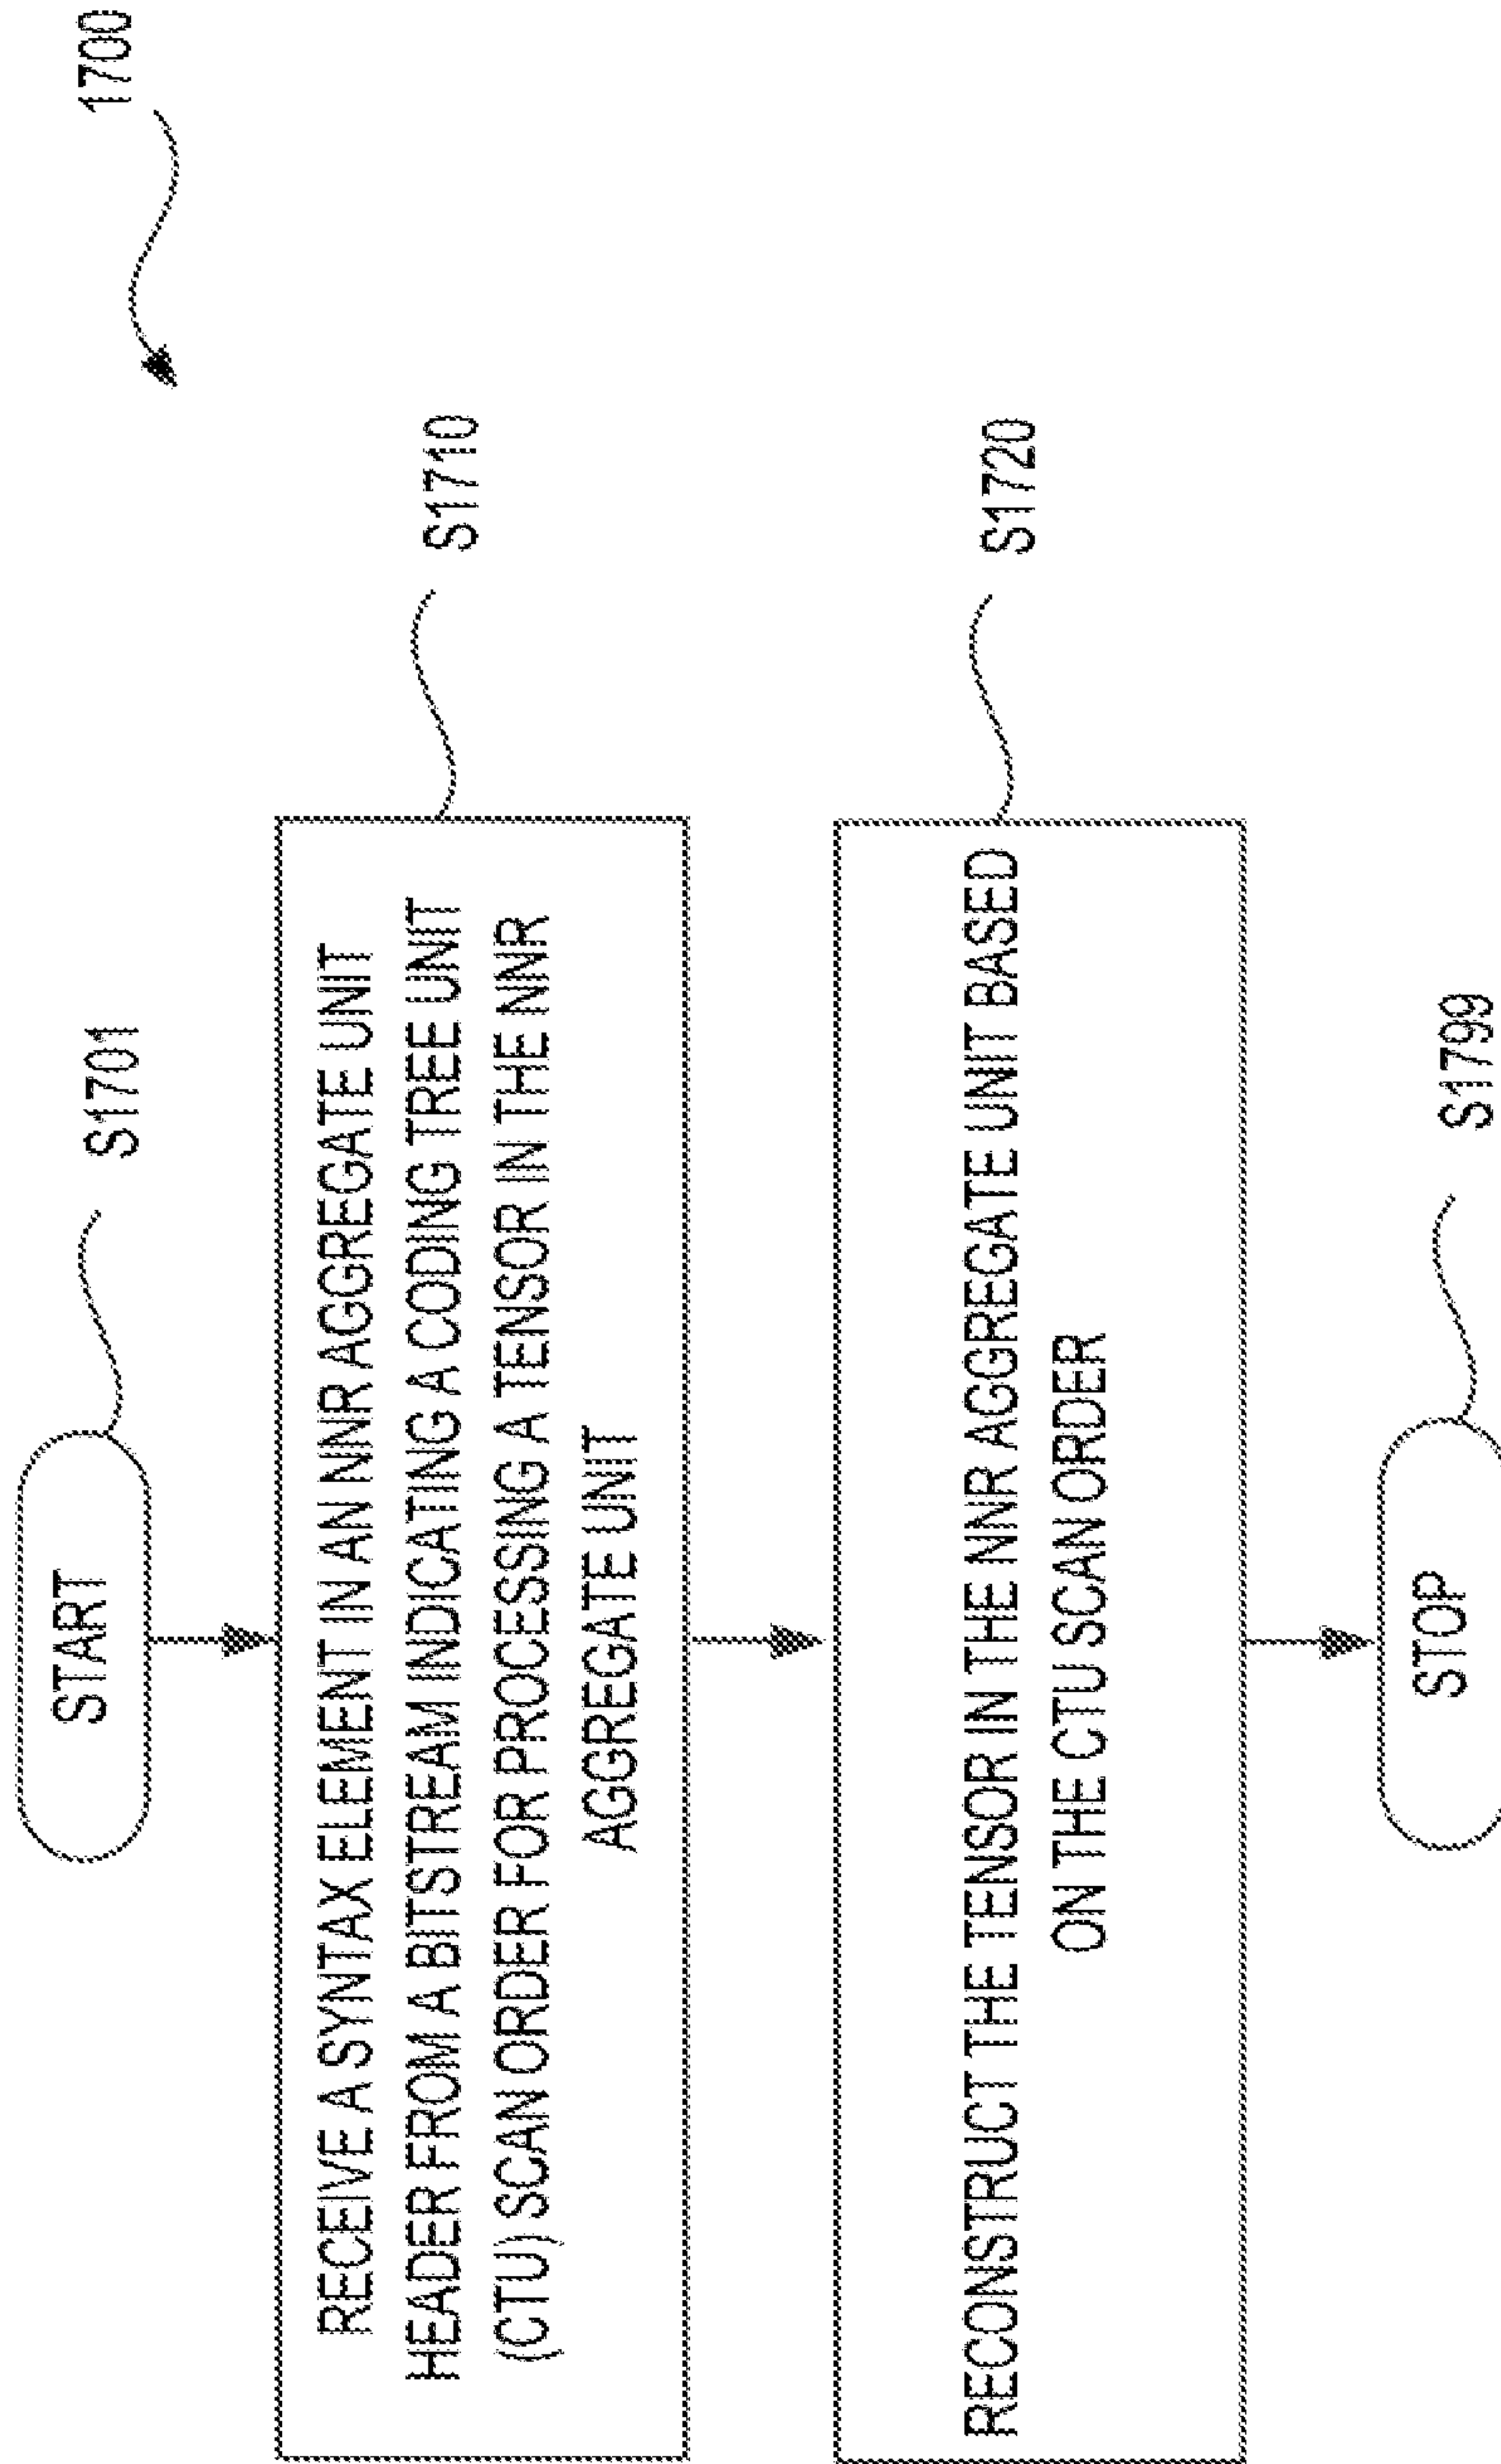 1700
START
S1701
RECEIVE A SYNTAX ELEMENT IN AN NNR AGGREGATE UNIT
HEADER FROM A BITSTREAM INDICATING A CODING TREE UNIT
(CTU) SCAN ORDER FOR PROCESSING A TENSOR IN THE NNR
AGGREGATE UNIT
S1710
RECONSTRUCT THE TENSOR IN THE NNR AGGREGATE UNIT BASED
ON THE CTU SCAN ORDER
S1720
STOP
S1799